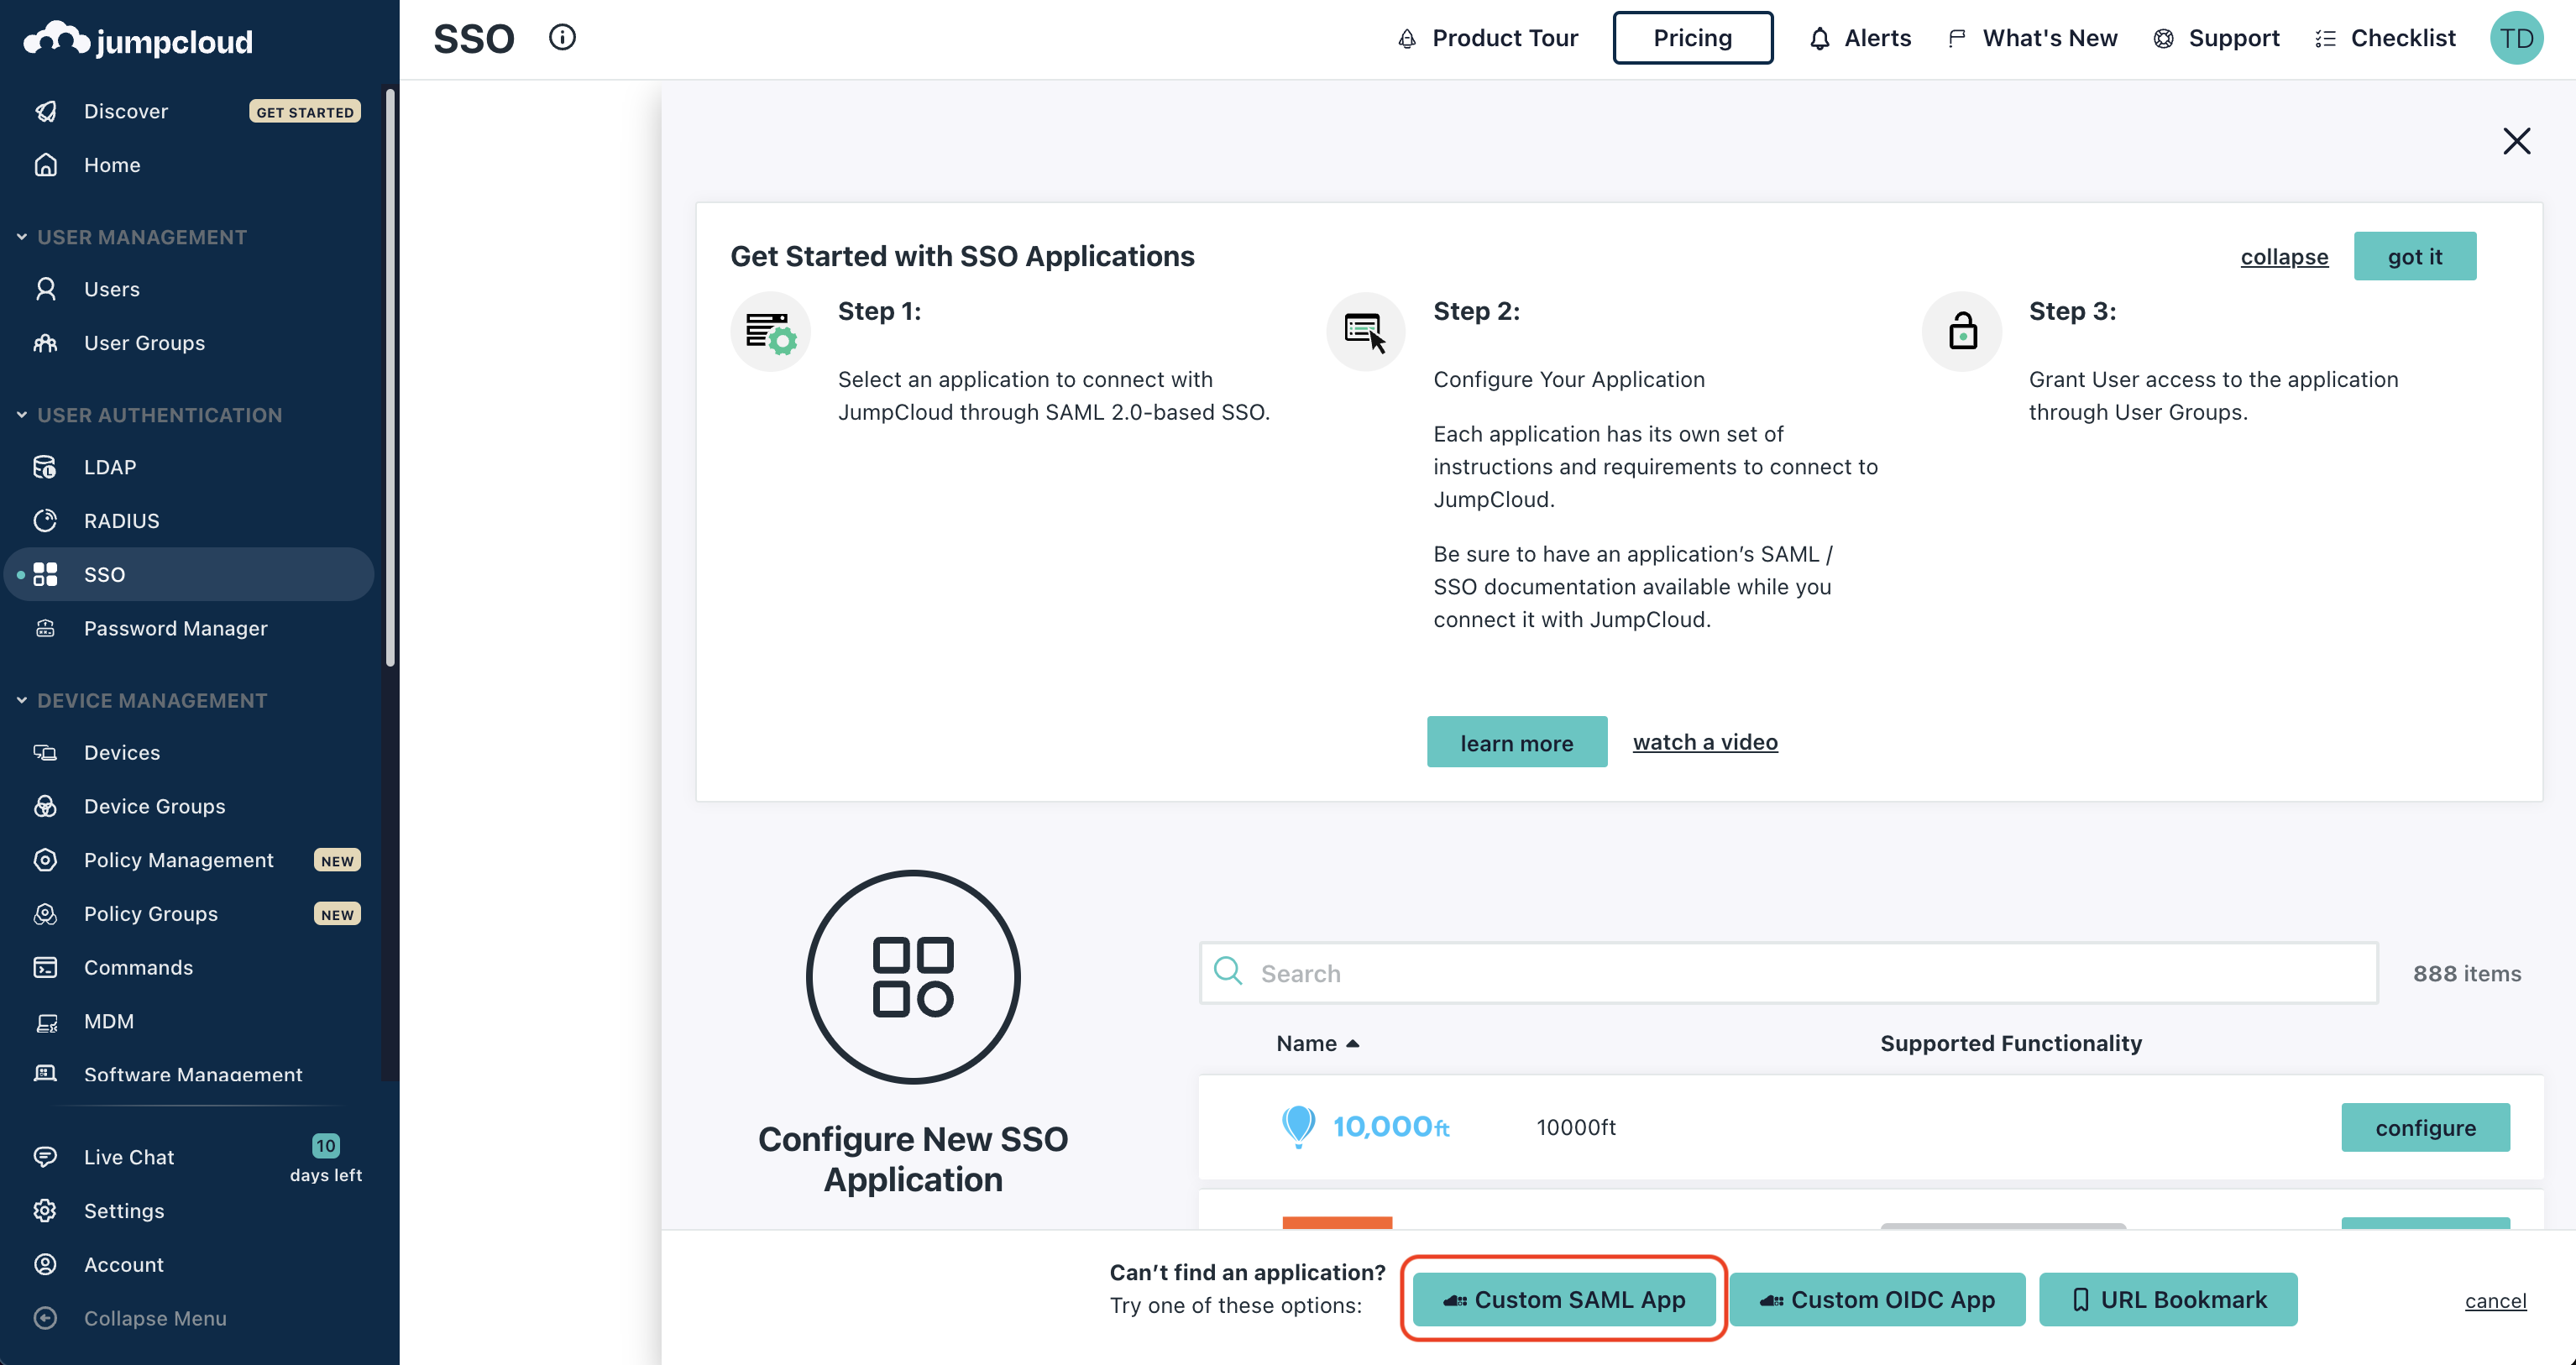 jumpcloud
Discover GET STARTED
Home
USER MANAGEMENT
Users
User Groups
USER AUTHENTICATION
LDAP
RADIUS
SSO
Password Manager
DEVICE MANAGEMENT
Devices
Device Groups
Policy Management NEW
Policy Groups NEW
Commands
MDM
Software Management
Live Chat 10
days left
Settings
Account
Collapse Menu
SSO
Product Tour Pricing Alerts What's New Support Checklist TD
Get Started with SSO Applications collapse got it
Step 1:
Select an application to connect with
JumpCloud through SAML 2.0-based SSO.
Step 2:
Configure Your Application
Each application has its own set of
instructions and requirements to connect to
JumpCloud.
Be sure to have an application’s SAML /
SSO documentation available while you
connect it with JumpCloud.
Step 3:
Grant User access to the application
through User Groups.
learn more watch a video
Configure New SSO
Application
Search 888 items
Name Supported Functionality
10,000ft 10000ft configure
Can’t find an application?
Try one of these options:
Custom SAML App Custom OIDC App URL Bookmark cancel